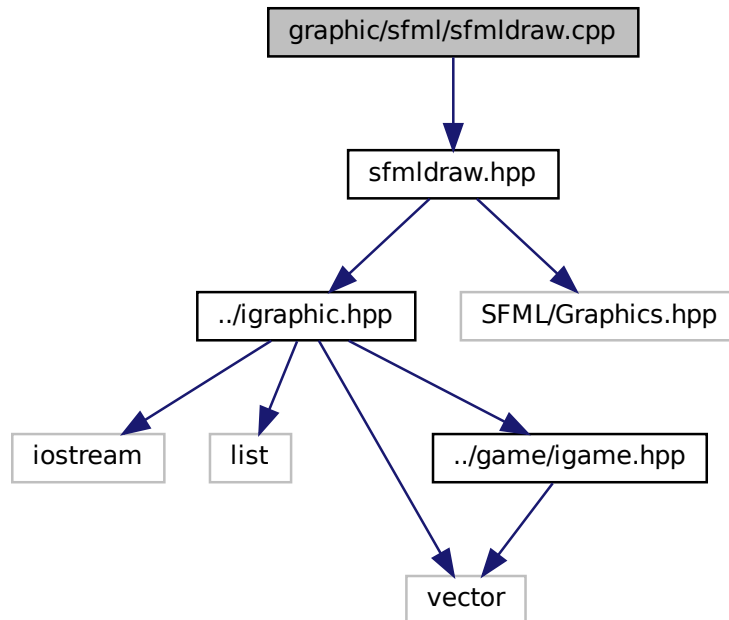 graphic/sfml/sfmldraw.cpp
sfmldraw.hpp
../igraphic.hpp
SFML/Graphics.hpp
iostream
list
../game/igame.hpp
vector